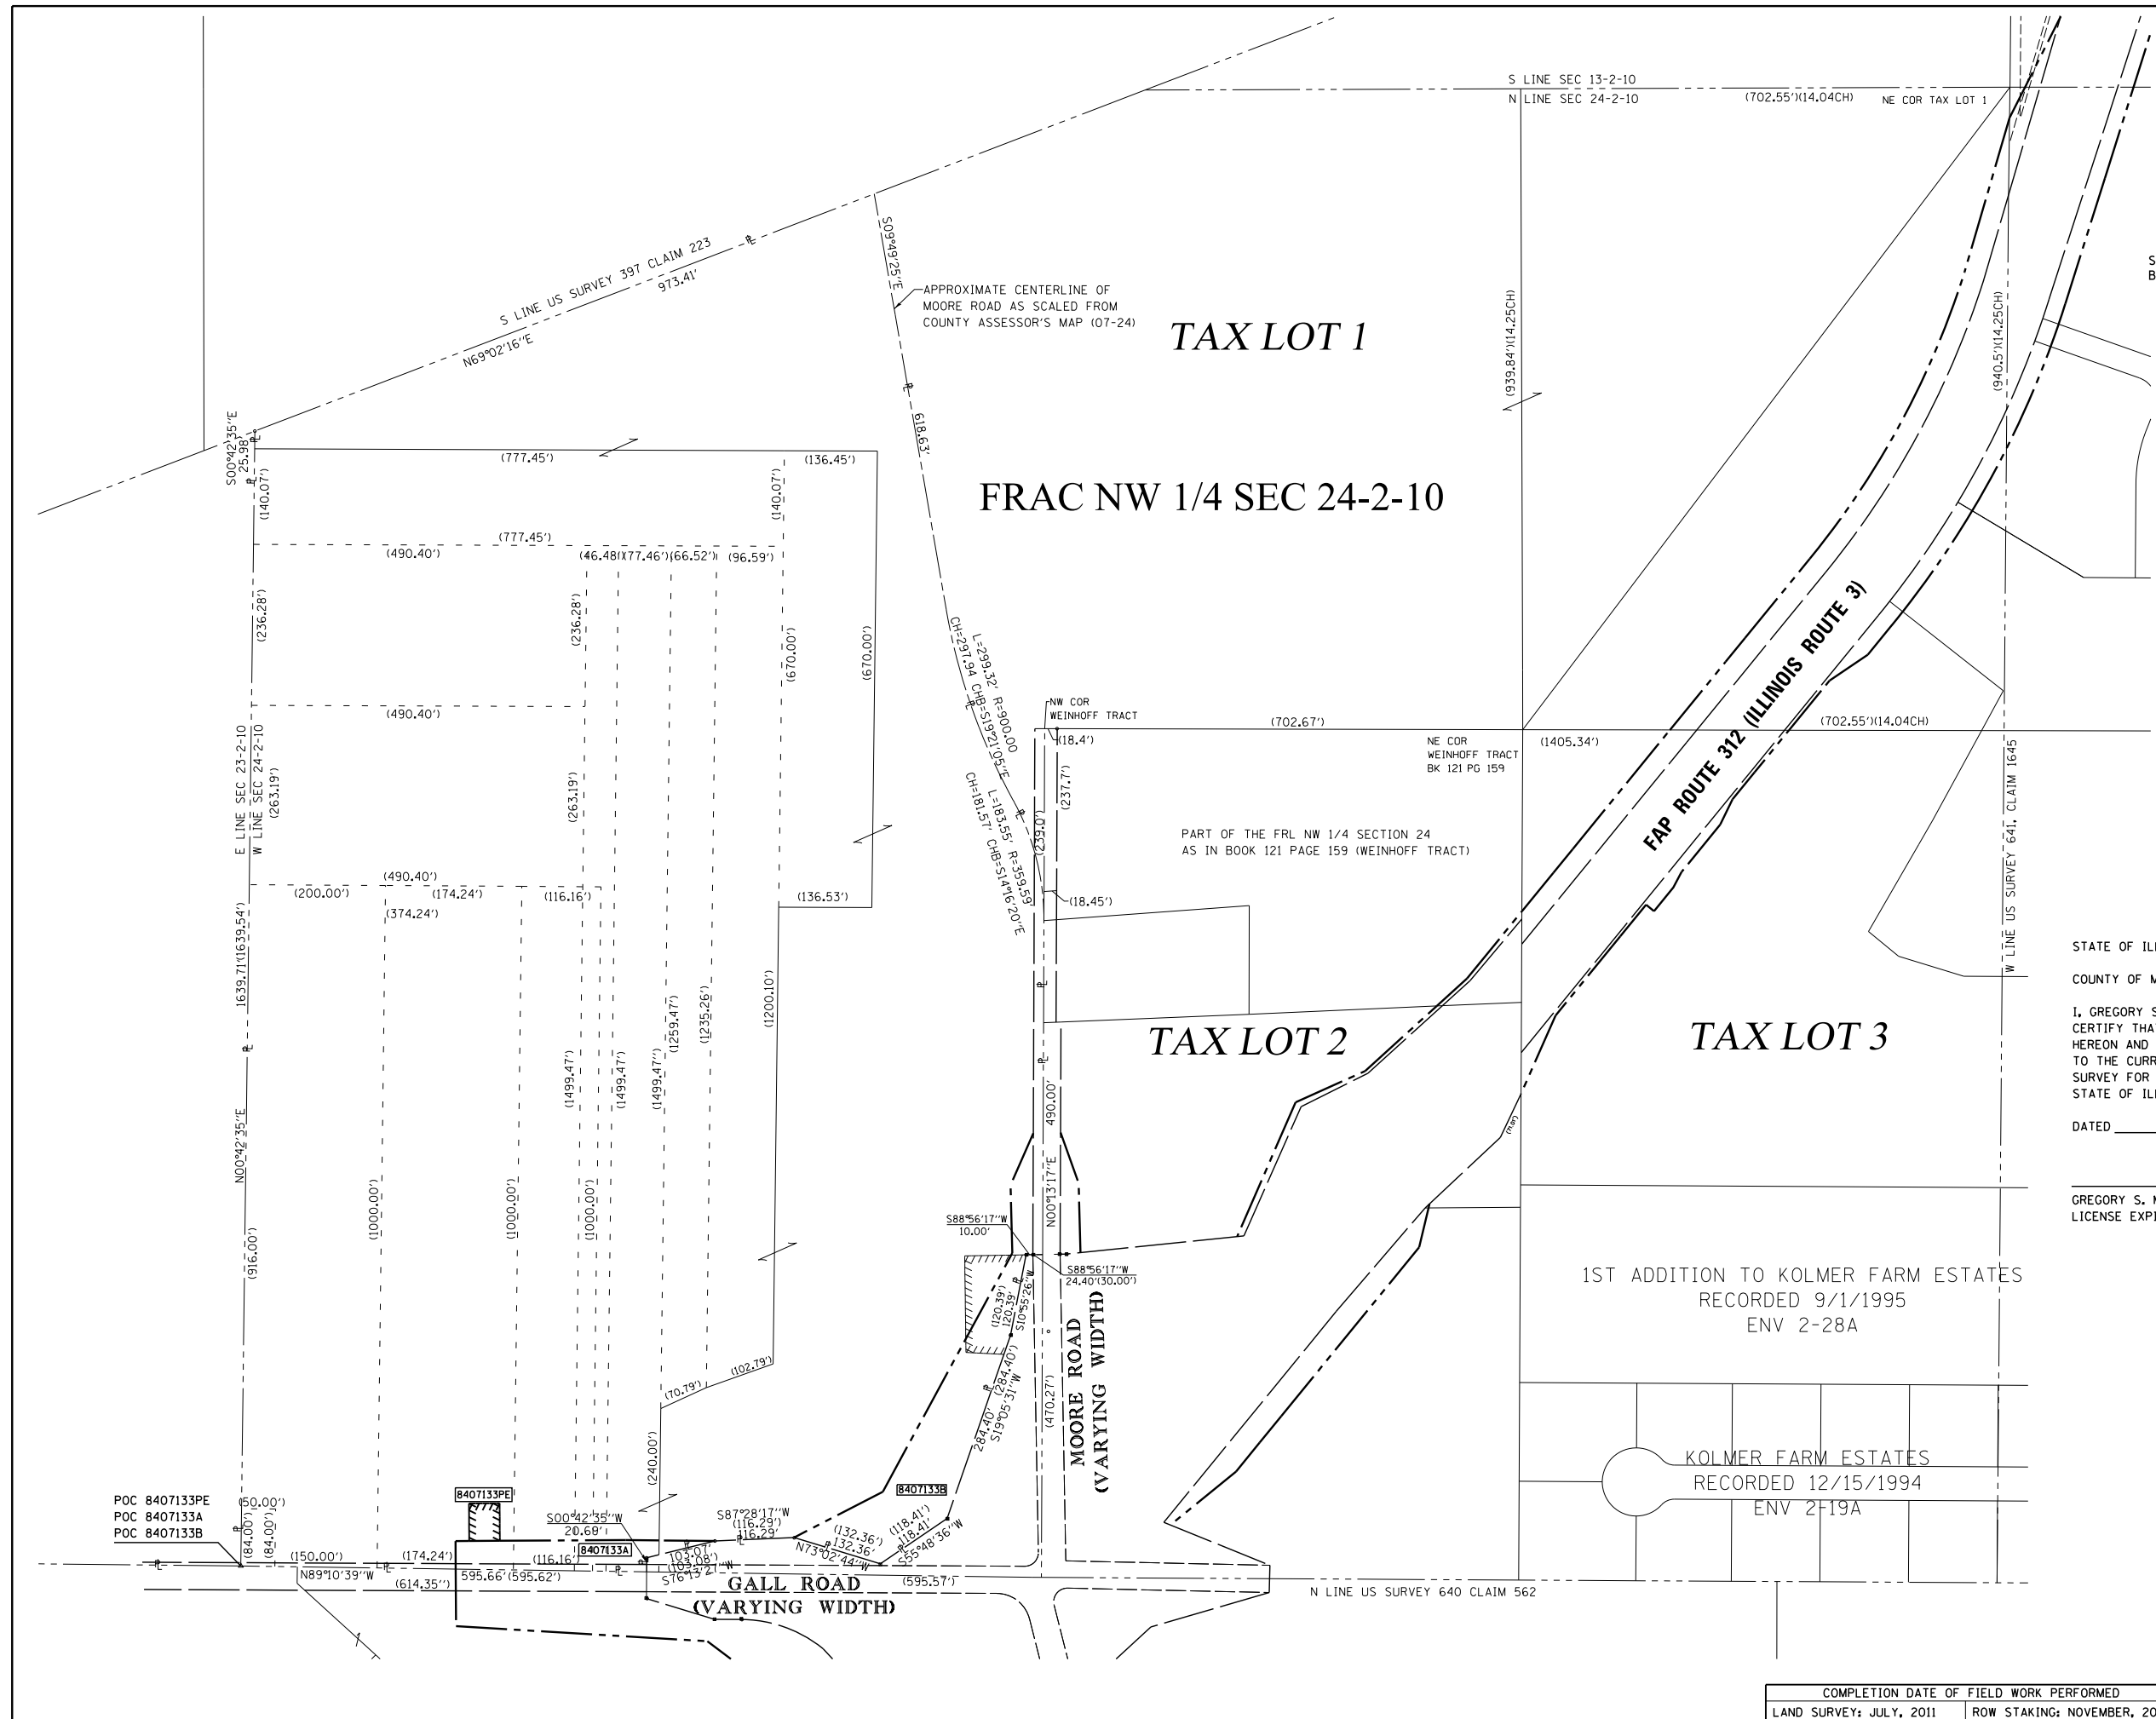 S LINE SEC 13-2-10
N LINE SEC 24-2-10
(702.55')(14.04CH)
NE COR TAX LOT 1
S LINE US SURVEY 397 CLAIM 223
973.41'
N69°02'16"E
S09°49'25"E
APPROXIMATE CENTERLINE OF
MOORE ROAD AS SCALED FROM
COUNTY ASSESSOR'S MAP (07-24)
TAX LOT 1
(939.84')(14.25CH)
(940.5')(14.25CH)
S
B
618.63'
S00°42'35"E
25.98'
(777.45')
(136.45')
(140.07')
(140.07')
FRAC NW 1/4 SEC 24-2-10
(777.45')
(490.40')
(46.48')
(77.46')
(66.52')
(96.59')
(236.28')
(236.28')
(670.00')
(670.00')
L=299.32' R=900.00
CH=297.94 CHB=S19°21'05"E
(490.40')
NW COR
WEINHOFF TRACT
(18.4')
(702.67')
NE COR
WEINHOFF TRACT
BK 121 PG 159
(1405.34')
(702.55')(14.04CH)
FAP ROUTE 312 (ILLINOIS ROUTE 3)
E LINE SEC 23-2-10
W LINE SEC 24-2-10
(263.19')
(263.19')
L=183.55' R=359.59'
CH=181.57' CHB=S14°16'20"E
(239.0')
(237.7')
PART OF THE FRL NW 1/4 SECTION 24
AS IN BOOK 121 PAGE 159 (WEINHOFF TRACT)
W LINE US SURVEY 641, CLAIM 1645
(490.40')
(200.00')
(174.24')
(116.16')
(374.24')
(136.53')
(18.45')
1639.71'(1639.54')
(1499.47')
(1499.47')
(1499.47')
(1259.47')
(1235.26')
(1200.10')
TAX LOT 2
TAX LOT 3
STATE OF IL
COUNTY OF M
I, GREGORY S
CERTIFY THA
HEREON AND
TO THE CURR
SURVEY FOR
STATE OF IL
DATED
GREGORY S. M
LICENSE EXPI
N00°42'35"E
(916.00')
(1000.00')
(1000.00')
(1000.00')
490.00'
N00°13'17"E
S88°56'17"W
10.00'
S88°56'17"W
24.40'(30.00')
(120.39')
120.39'
S10°55'26"W
1ST ADDITION TO KOLMER FARM ESTATES
RECORDED 9/1/1995
ENV 2-28A
MOORE ROAD
(VARYING WIDTH)
(284.40')
284.40'
S19°05'31"W
(470.27')
(102.79')
(70.79')
(240.00')
KOLMER FARM ESTATES
RECORDED 12/15/1994
ENV 2-19A
POC 8407133PE
POC 8407133A
POC 8407133B
(50.00')
(84.00')
(84.00')
8407133PE
8407133B
S00°42'35"W
20.69'
8407133A
S87°28'17"W
(116.29')
116.29'
103.07'
(103.08')
S76°13'27"W
(132.36')
132.36'
N73°02'44"W
(118.41')
118.41'
S55°48'36"W
(150.00')
(174.24')
(116.16')
N89°10'39"W
(614.35")
595.66'(595.62')
GALL ROAD
(VARYING WIDTH)
(595.57')
N LINE US SURVEY 640 CLAIM 562
COMPLETION DATE OF FIELD WORK PERFORMED
LAND SURVEY: JULY, 2011
ROW STAKING: NOVEMBER, 20